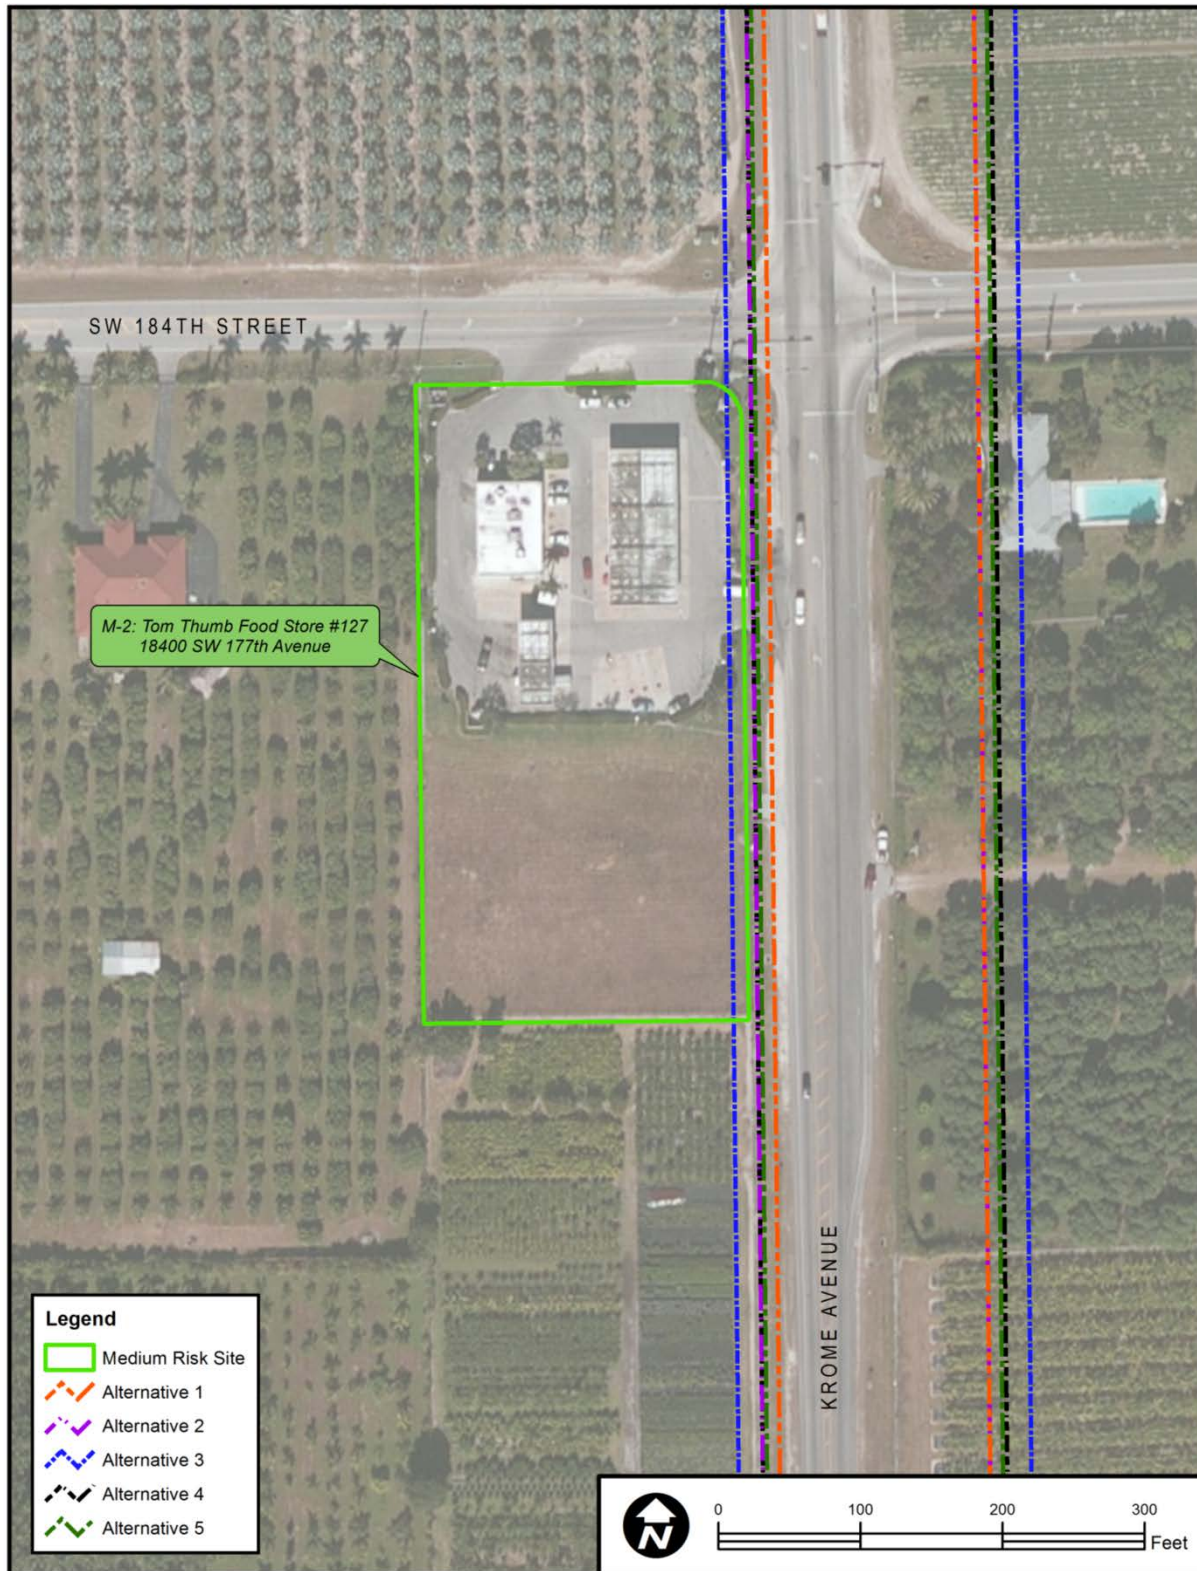 SW 184TH STREET
M-2: Tom Thumb Food Store #127
18400 SW 177th Avenue
KROME AVENUE
Legend
Medium Risk Site
Alternative 1
Alternative 2
Alternative 3
Alternative 4
Alternative 5
N
0 100 200 300
Feet